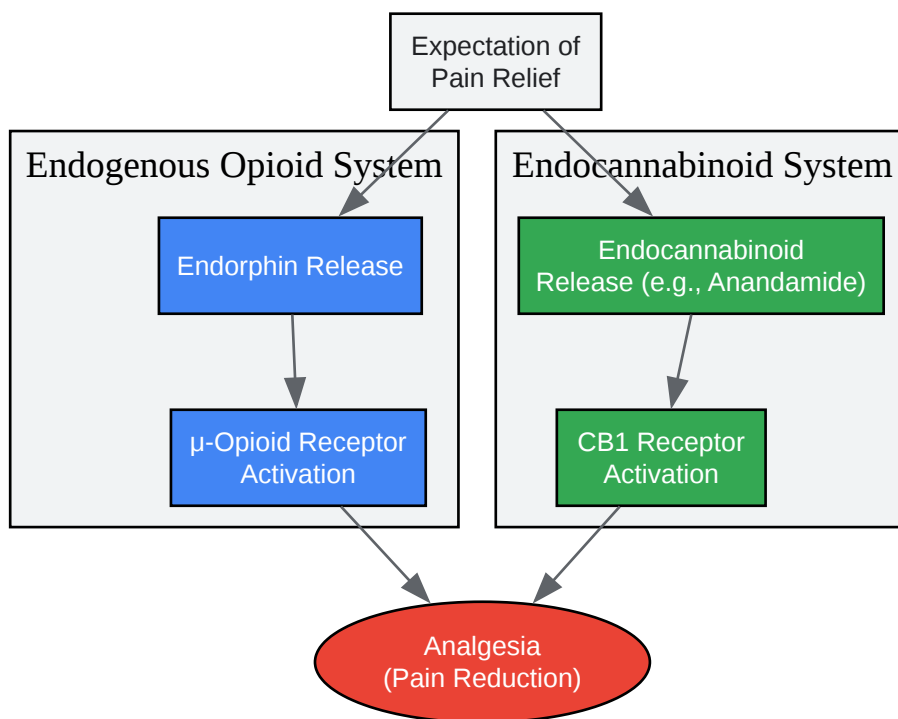 Expectation of
Pain Relief
Endogenous Opioid System
Endocannabinoid System
Endorphin Release
Endocannabinoid
Release (e.g., Anandamide)
μ-Opioid Receptor
Activation
CB1 Receptor
Activation
Analgesia
(Pain Reduction)